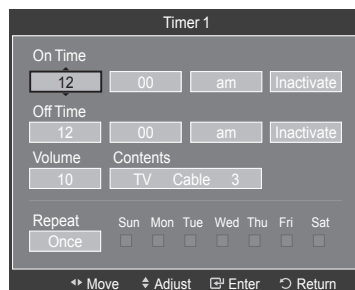 Timer 1
On Time
12 00 am Inactivate
Off Time
12 00 am Inactivate
Volume Contents
10 TV Cable 3
Repeat Sun Mon Tue Wed Thu Fri Sat
Once
Move Adjust Enter Return